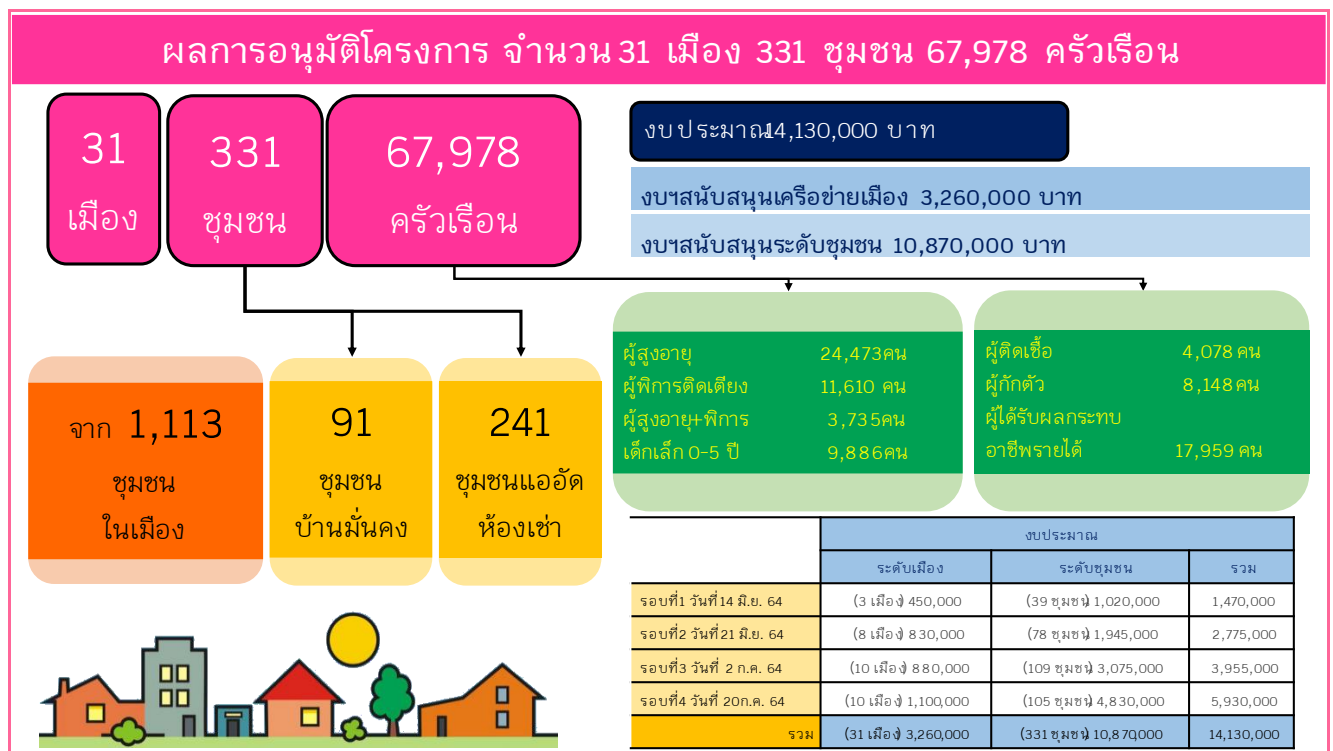 ผลการอนุมัติโครงการ จำนวน 31 เมือง 331 ชุมชน 67,978 ครัวเรือน
31
เมือง
331
ชุมชน
67,978
ครัวเรือน
งบประมาณ14,130,000 บาท
งบฯสนับสนุนเครือข่ายเมือง 3,260,000 บาท
งบฯสนับสนุนระดับชุมชน 10,870,000 บาท
จาก 1,113
ชุมชน
ในเมือง
91
ชุมชน
บ้านมั่นคง
241
ชุมชนแออัด
ห้องเช่า
ผู้สูงอายุ 24,473คน
ผู้พิการติดเตียง 11,610 คน
ผู้สูงอายุ+พิการ 3,735คน
เด็กเล็ก 0-5 ปี 9,886คน
ผู้ติดเชื้อ 4,078 คน
ผู้กักตัว 8,148 คน
ผู้ได้รับผลกระทบ
อาชีพรายได้ 17,959 คน
งบประมาณ
ระดับเมือง ระดับชุมชน รวม
รอบที่1 วันที่14 มิ.ย. 64 (3 เมือง) 450,000 (39 ชุมชน) 1,020,000 1,470,000
รอบที่2 วันที่21 มิ.ย. 64 (8 เมือง) 830,000 (78 ชุมชน) 1,945,000 2,775,000
รอบที่3 วันที่ 2 ก.ค. 64 (10 เมือง) 880,000 (109 ชุมชน) 3,075,000 3,955,000
รอบที่4 วันที่ 20ก.ค. 64 (10 เมือง) 1,100,000 (105 ชุมชน) 4,830,000 5,930,000
รวม (31 เมือง) 3,260,000 (331 ชุมชน) 10,870,000 14,130,000